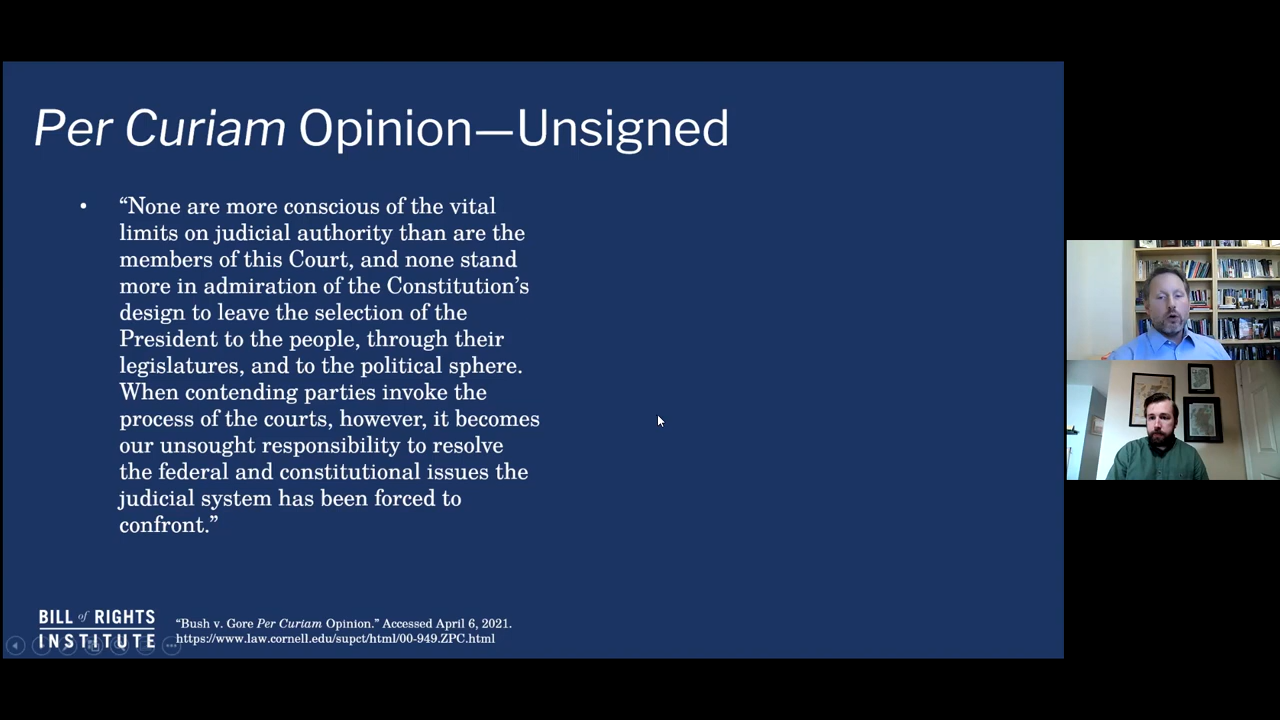 Per Curiam Opinion—Unsigned
• “None are more conscious of the vital
limits on judicial authority than are the
members of this Court, and none stand
more in admiration of the Constitution’s
design to leave the selection of the
President to the people, through their
legislatures, and to the political sphere.
When contending parties invoke the
process of the courts, however, it becomes
our unsought responsibility to resolve
the federal and constitutional issues the
judicial system has been forced to
confront.”
BILL of RIGHTS
INSTITUTE
“Bush v. Gore Per Curiam Opinion.” Accessed April 6, 2021.
https://www.law.cornell.edu/supct/html/00-949.ZPC.html